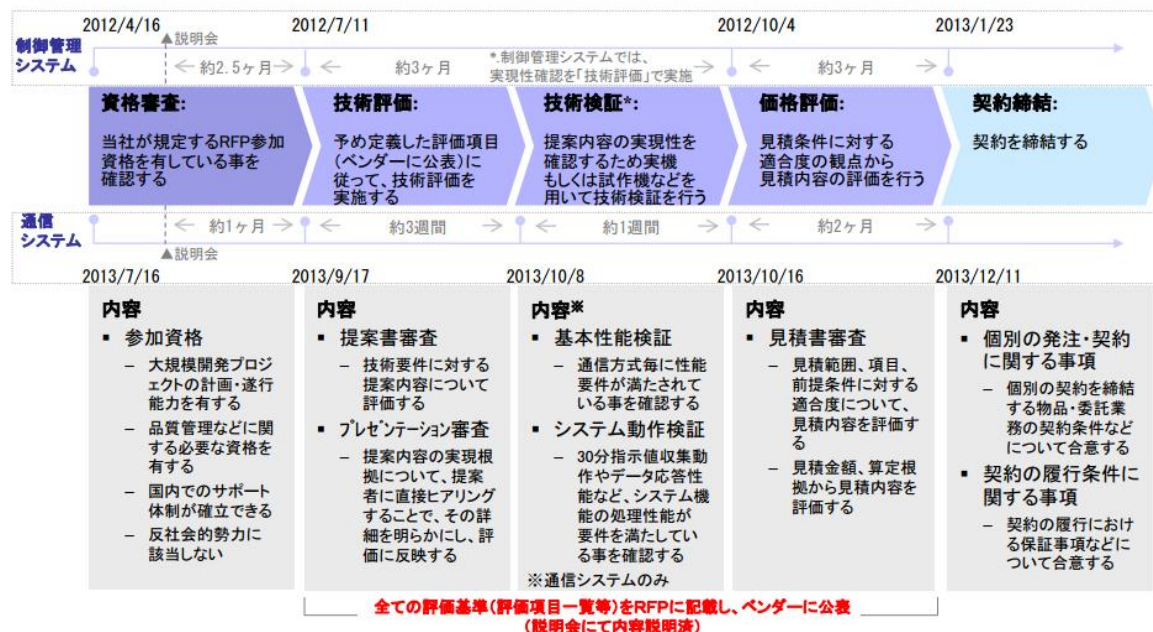 2012/4/16
2012/7/11
2012/10/4
2013/1/23
制御管理
システム
▲説明会
*.制御管理システムでは、
実現性確認を「技術評価」で実施
約2.5ヶ月
約3ヶ月
約3ヶ月
資格審査:
当社が規定するRFP参加
資格を有している事を
確認する
技術評価:
予め定義した評価項目
(ベンダーに公表)に
従って、技術評価を
実施する
技術検証*:
提案内容の実現性を
確認するため実機
もしくは試作機などを
用いて技術検証を行う
価格評価:
見積条件に対する
適合度の観点から
見積内容の評価を行う
契約締結:
契約を締結する
通信
システム
約1ヶ月
約3週間
約1週間
約2ヶ月
▲説明会
2013/7/16
2013/9/17
2013/10/8
2013/10/16
2013/12/11
内容
▪ 参加資格
– 大規模開発プロジ
ェクトの計画・遂行
能力を有する
– 品質管理などに関
する必要な資格を
有する
– 国内でのサポート
体制が確立できる
– 反社会的勢力に
該当しない
内容
▪ 提案書審査
– 技術要件に対する
提案内容について
評価する
▪ プレゼンテーション審査
– 提案内容の実現根
拠について、提案
者に直接ヒアリング
することで、その詳
細を明らかにし、評
価に反映する
内容※
▪ 基本性能検証
– 通信方式毎に性能
要件が満たされて
いる事を確認する
▪ システム動作検証
– 30分指示値収集動
作やデータ応答性
能など、システム機
能の処理性能が
要件を満たしてい
る事を確認する
※通信システムのみ
内容
▪ 見積書審査
– 見積範囲、項目、
前提条件に対する
適合度について、
見積内容を評価す
る
– 見積金額、算定根
拠から見積内容を
評価する
内容
▪ 個別の発注・契約
に関する事項
– 個別の契約を締結
する物品・委託業
務の契約条件など
について合意する
▪ 契約の履行条件に
関する事項
– 契約の履行におけ
る保証事項などに
ついて合意する
全ての評価基準(評価項目一覧等)をRFPに記載し、ベンダーに公表
(説明会にて内容説明済)